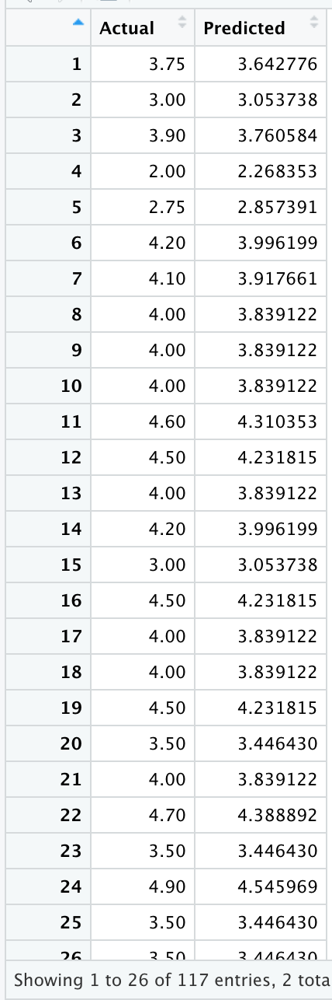 Actual Predicted
1 3.75 3.642776
2 3.00 3.053738
3 3.90 3.760584
4 2.00 2.268353
5 2.75 2.857391
6 4.20 3.996199
7 4.10 3.917661
8 4.00 3.839122
9 4.00 3.839122
10 4.00 3.839122
11 4.60 4.310353
12 4.50 4.231815
13 4.00 3.839122
14 4.20 3.996199
15 3.00 3.053738
16 4.50 4.231815
17 4.00 3.839122
18 4.00 3.839122
19 4.50 4.231815
20 3.50 3.446430
21 4.00 3.839122
22 4.70 4.388892
23 3.50 3.446430
24 4.90 4.545969
25 3.50 3.446430
26 3.50 3.446430
Showing 1 to 26 of 117 entries, 2 tota